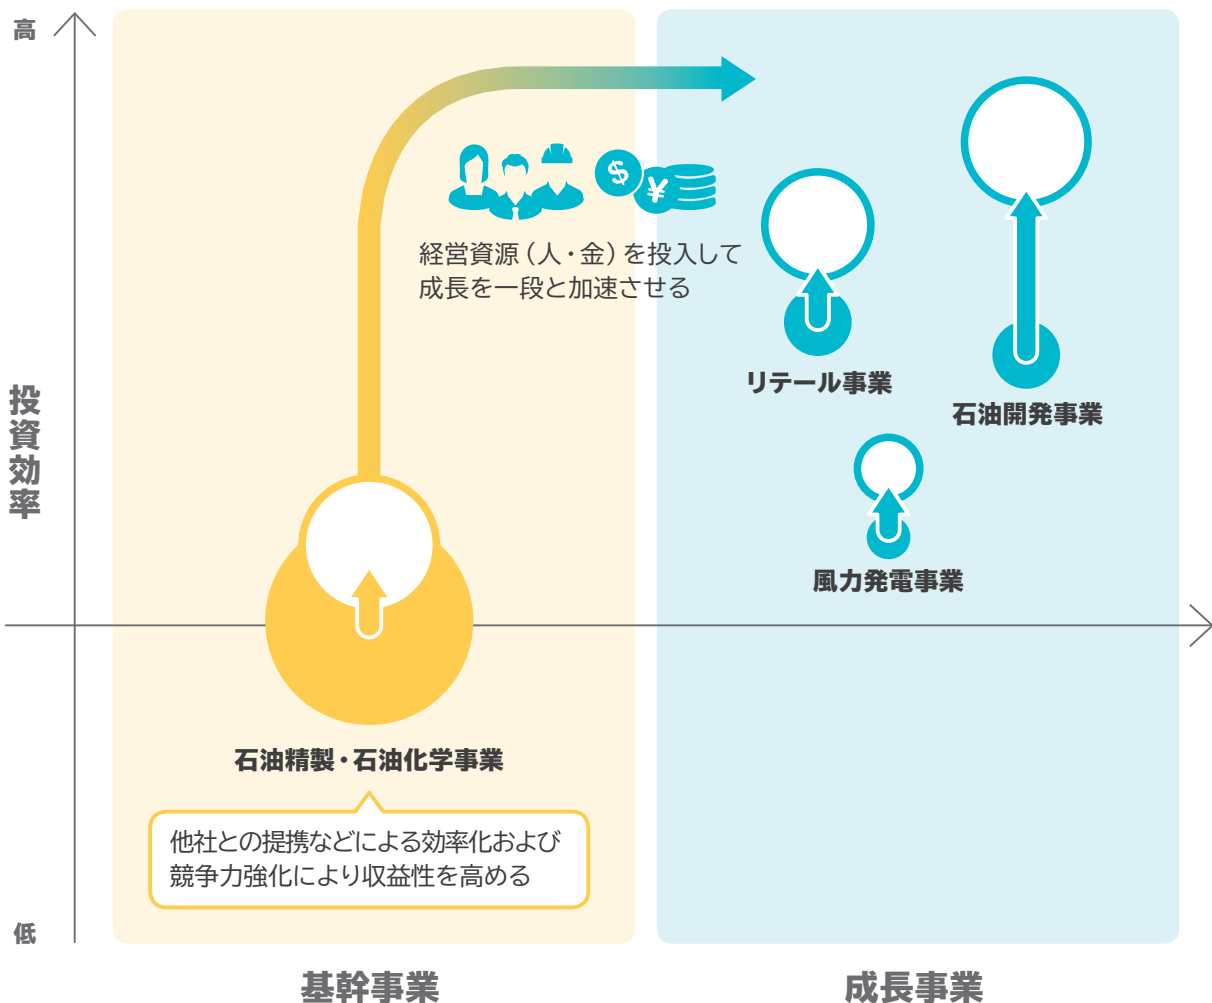 高
$
¥
経営資源（人・金）を投入して
成長を一段と加速させる
リテール事業
石油開発事業
投資効率
風力発電事業
石油精製・石油化学事業
他社との提携などによる効率化および
競争力強化により収益性を高める
低
基幹事業
成長事業